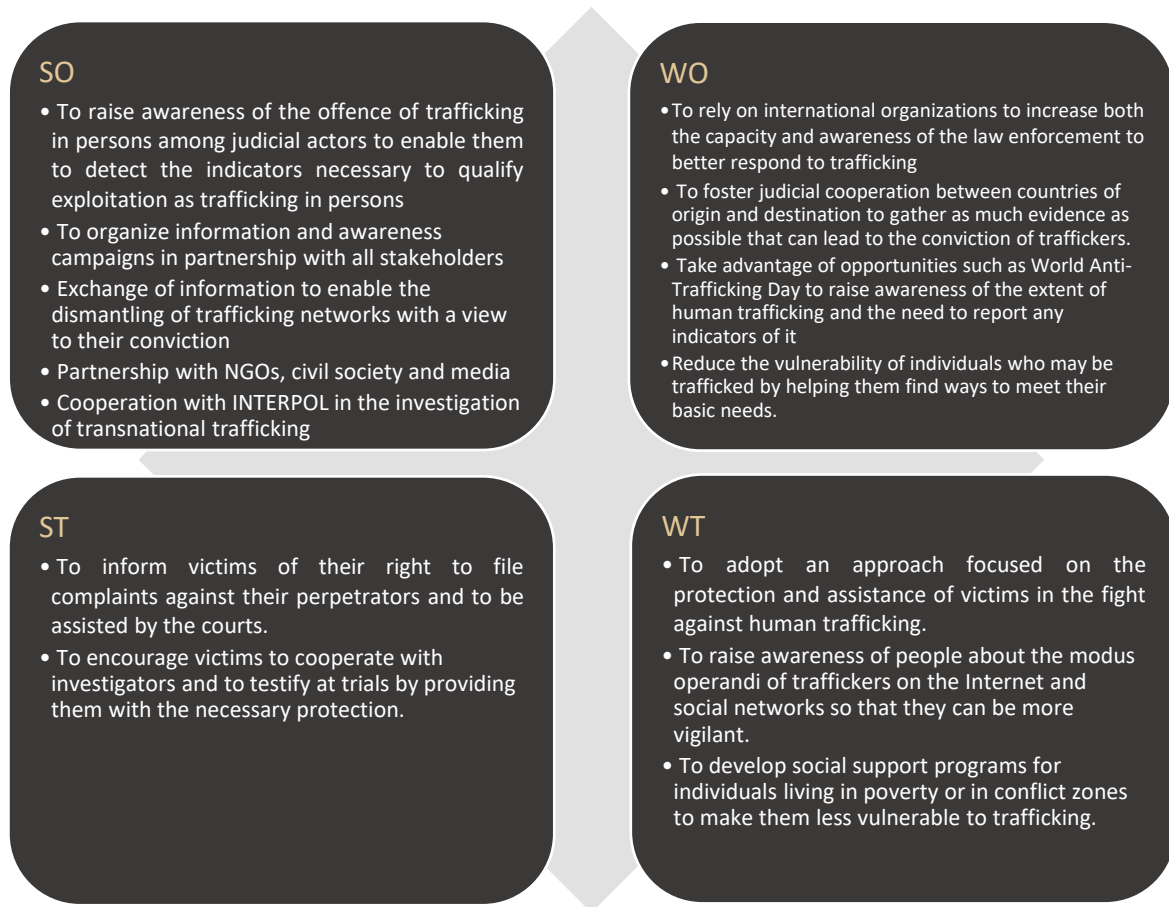 SO
• To raise awareness of the offence of trafficking
in persons among judicial actors to enable them
to detect the indicators necessary to qualify
exploitation as trafficking in persons
• To organize information and awareness
campaigns in partnership with all stakeholders
• Exchange of information to enable the
dismantling of trafficking networks with a view
to their conviction
• Partnership with NGOs, civil society and media
• Cooperation with INTERPOL in the investigation
of transnational trafficking
WO
• To rely on international organizations to increase both
the capacity and awareness of the law enforcement to
better respond to trafficking
• To foster judicial cooperation between countries of
origin and destination to gather as much evidence as
possible that can lead to the conviction of traffickers.
• Take advantage of opportunities such as World Anti-
Trafficking Day to raise awareness of the extent of
human trafficking and the need to report any
indicators of it
• Reduce the vulnerability of individuals who may be
trafficked by helping them find ways to meet their
basic needs.
ST
• To inform victims of their right to file
complaints against their perpetrators and to be
assisted by the courts.
• To encourage victims to cooperate with
investigators and to testify at trials by providing
them with the necessary protection.
WT
• To adopt an approach focused on the
protection and assistance of victims in the fight
against human trafficking.
• To raise awareness of people about the modus
operandi of traffickers on the Internet and
social networks so that they can be more
vigilant.
• To develop social support programs for
individuals living in poverty or in conflict zones
to make them less vulnerable to trafficking.